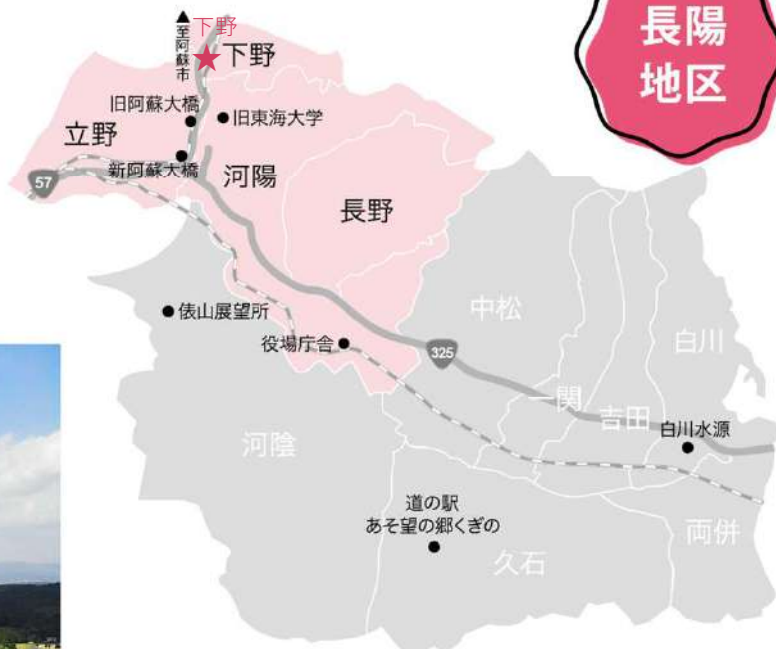 長陽
地区
▲至阿蘇市
下野
下野
旧阿蘇大橋
旧東海大学
立野
新阿蘇大橋
河陽
57
長野
俵山展望所
中松
役場庁舎
325
白川
一関
吉田
白川水源
河陰
道の駅
あそ望の郷くぎの
両併
久石